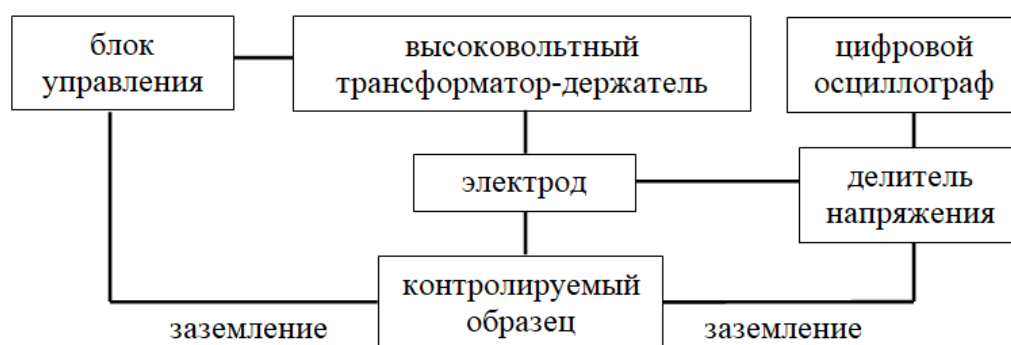 блок
управления
высоковольтный
трансформатор-держатель
цифровой
осциллограф
электрод
делитель
напряжения
контролируемый
образец
заземление
заземление